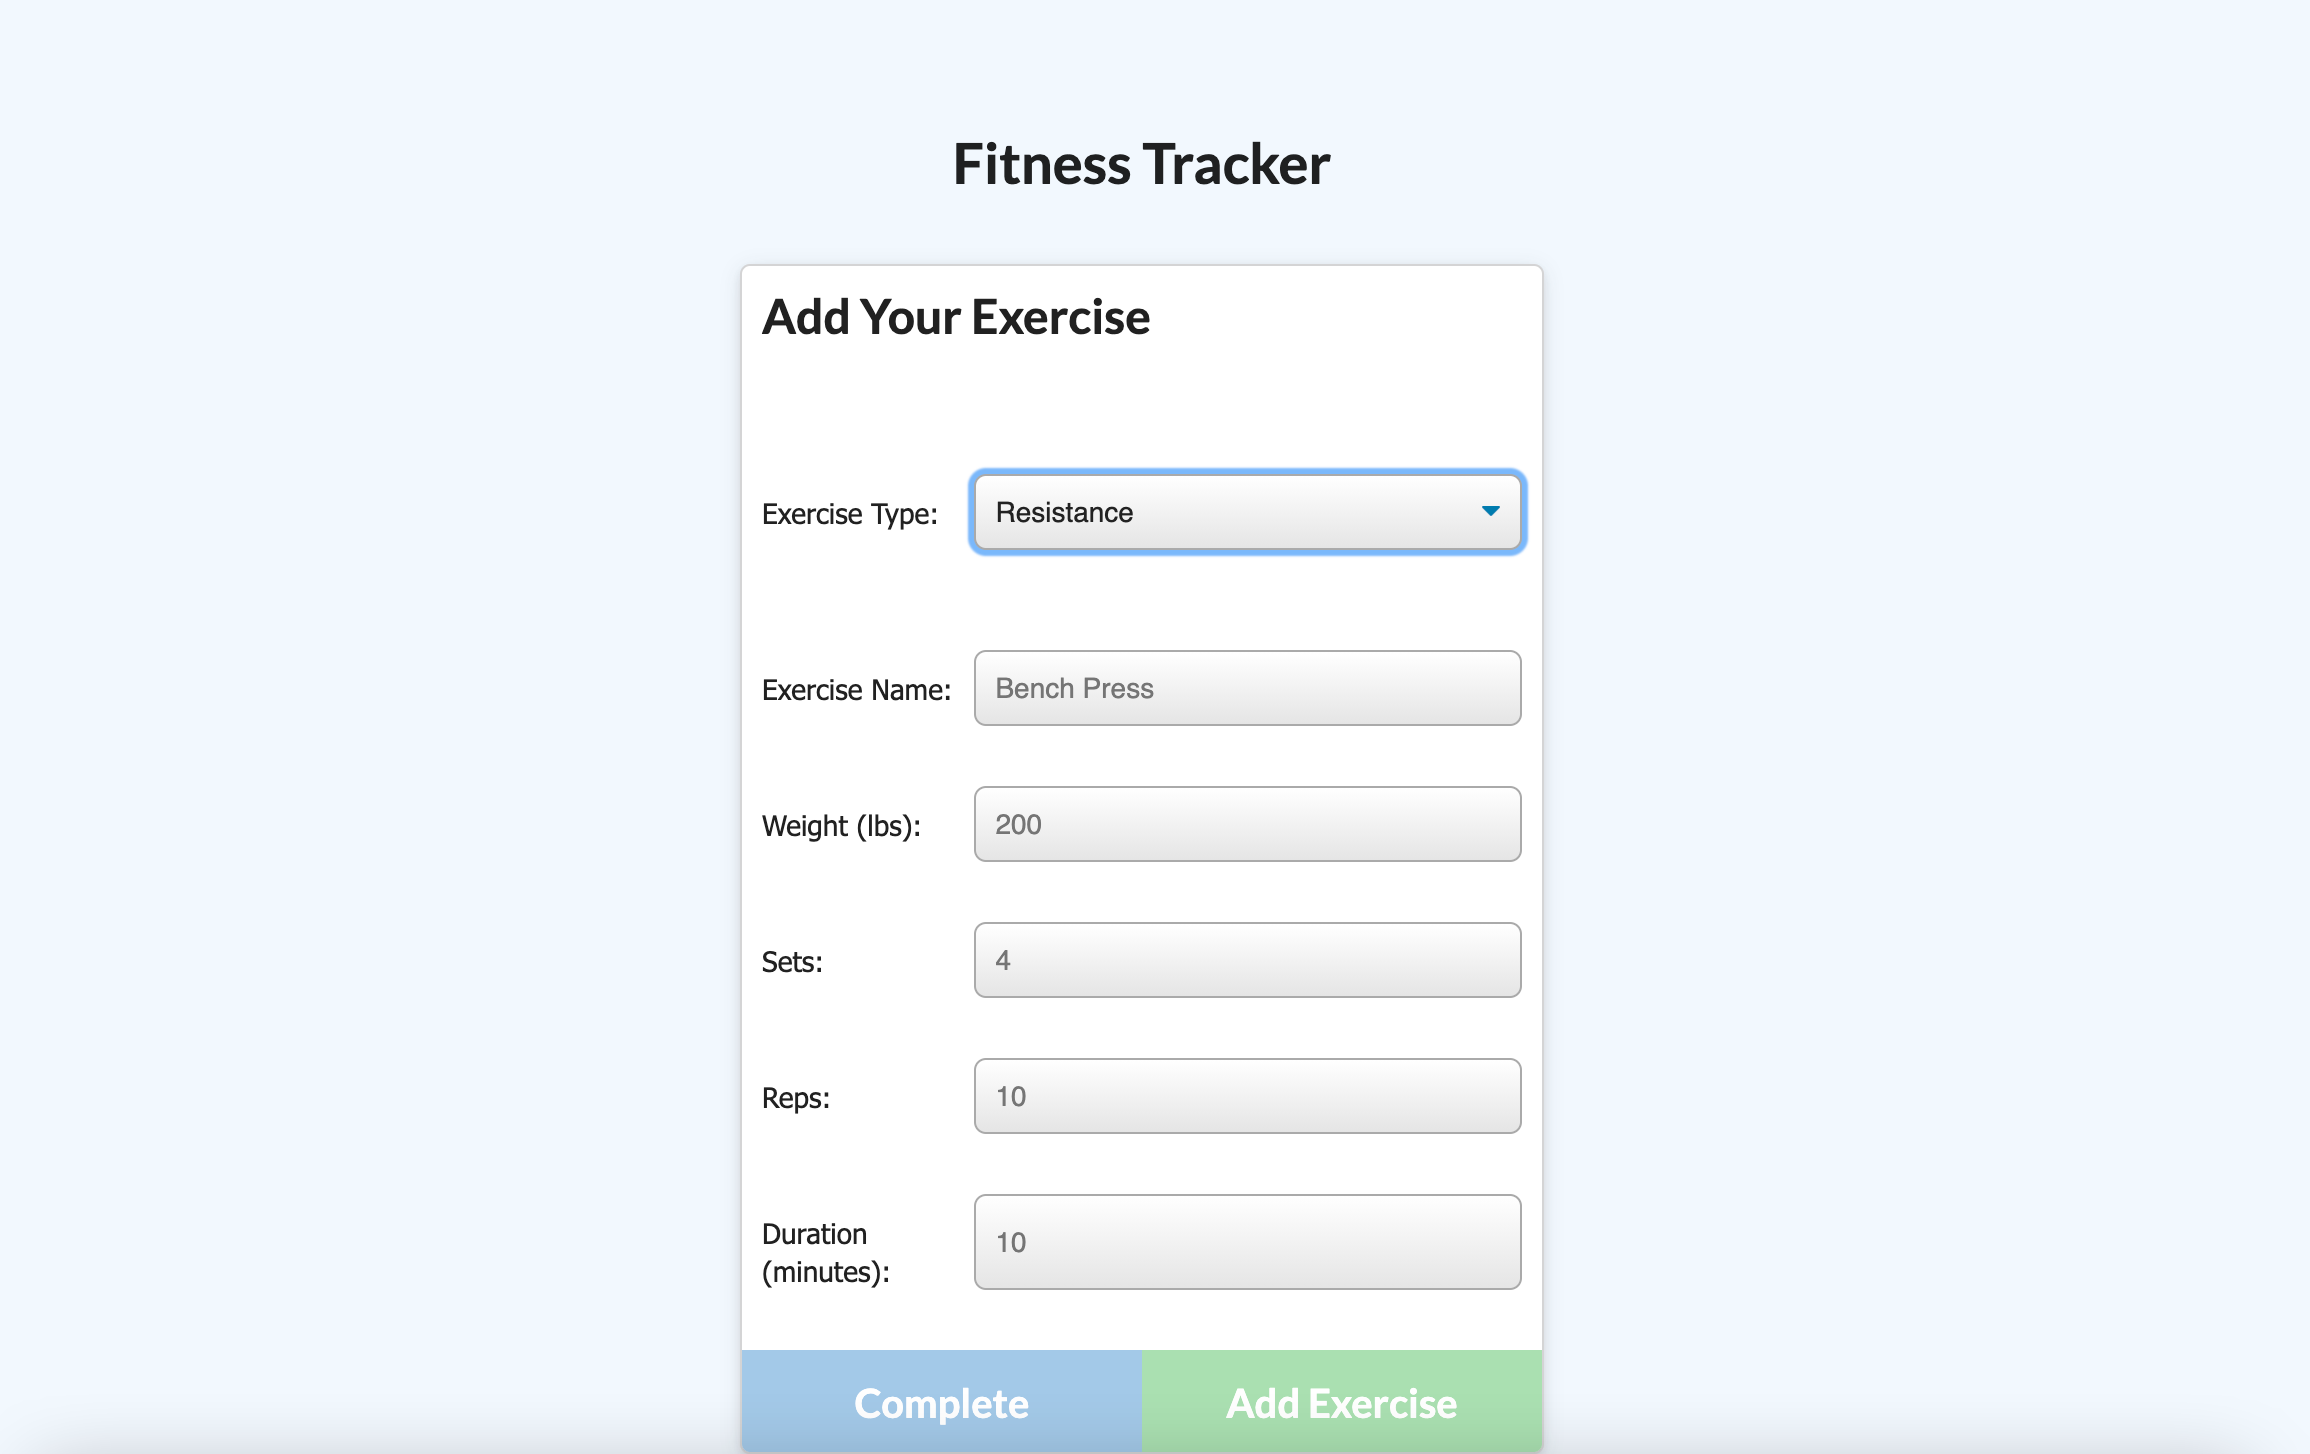 Fitness Tracker
Add Your Exercise
Exercise Type: Resistance
Exercise Name: Bench Press
Weight (lbs): 200
Sets: 4
Reps: 10
Duration
(minutes): 10
Complete Add Exercise